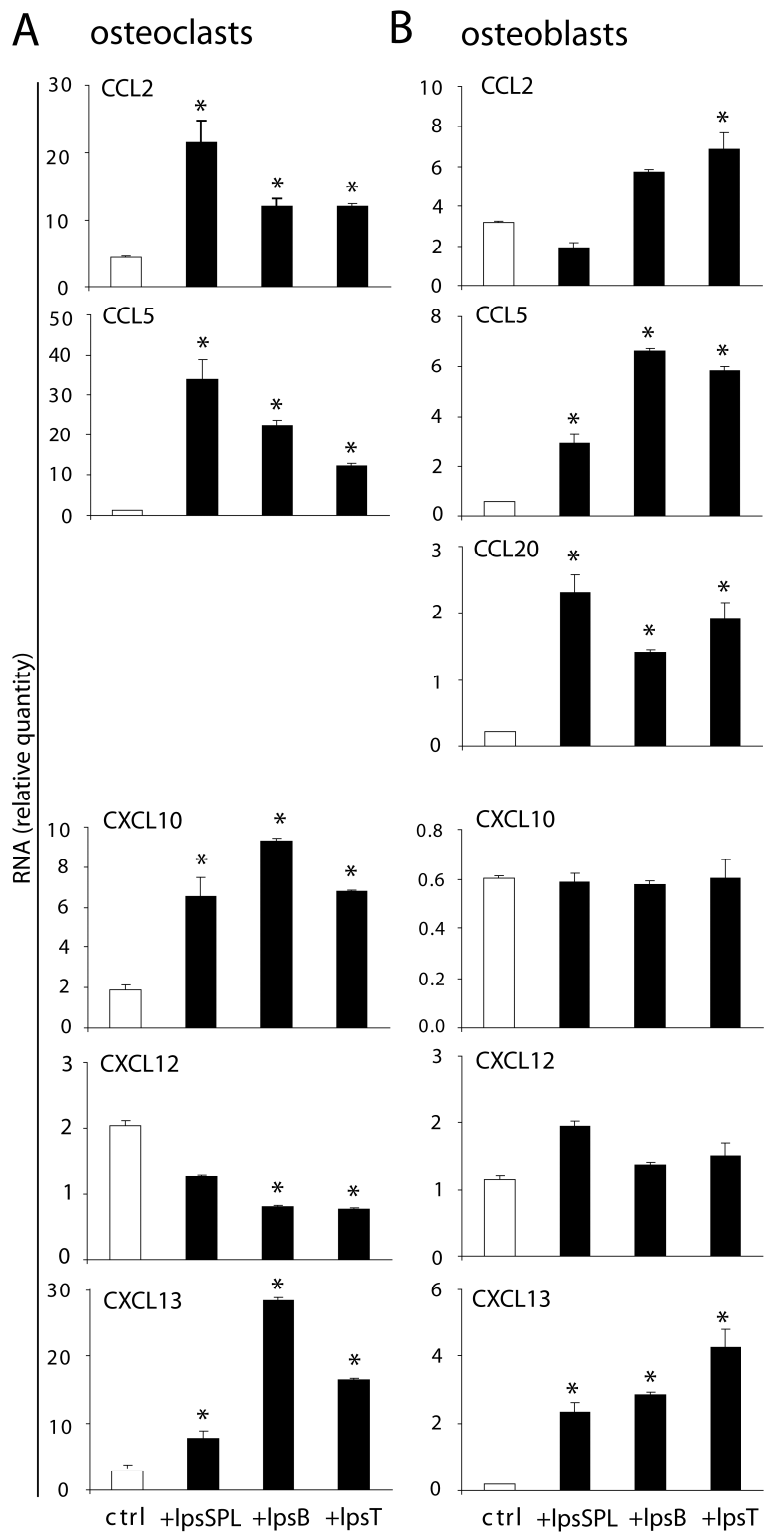 A osteoclasts
B osteoblasts
RNA (relative quantity)
CCL2
30
20
10
0
* * *
CCL2
10
8
6
4
2
0
*
CCL5
50
40
30
20
10
0
* * *
CCL5
8
6
4
2
0
* * *
CCL20
3
2
1
0
* * *
CXCL10
10
8
6
4
2
0
* * *
CXCL10
0.8
0.6
0.4
0.2
0.0
CXCL12
3
2
1
0
* *
CXCL12
3
2
1
0
CXCL13
30
20
10
0
* * *
CXCL13
6
4
2
0
* * *
ctrl +lpsSPL +lpsB +lpsT
ctrl +lpsSPL +lpsB +lpsT